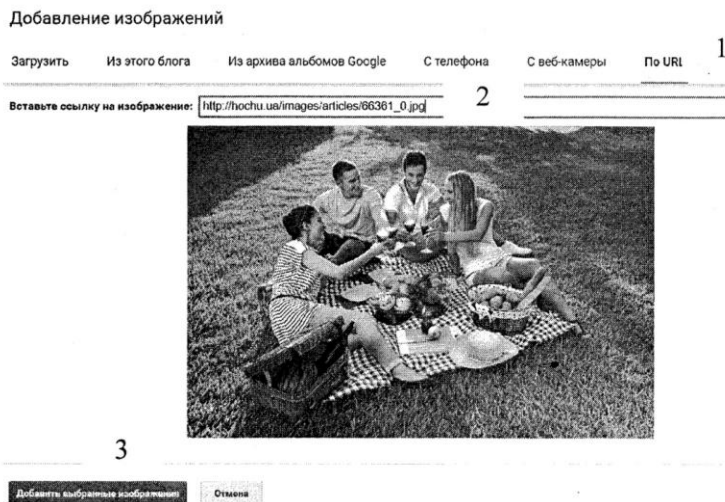 Добавление изображений
1
Загрузить Из этого блога Из архива альбомов Google С телефона С веб-камеры По URL
Вставьте ссылку на изображение: http://hochu.ua/images/articles/66361_0.jpg 2
3
Добавить выбранные изображения Отмена